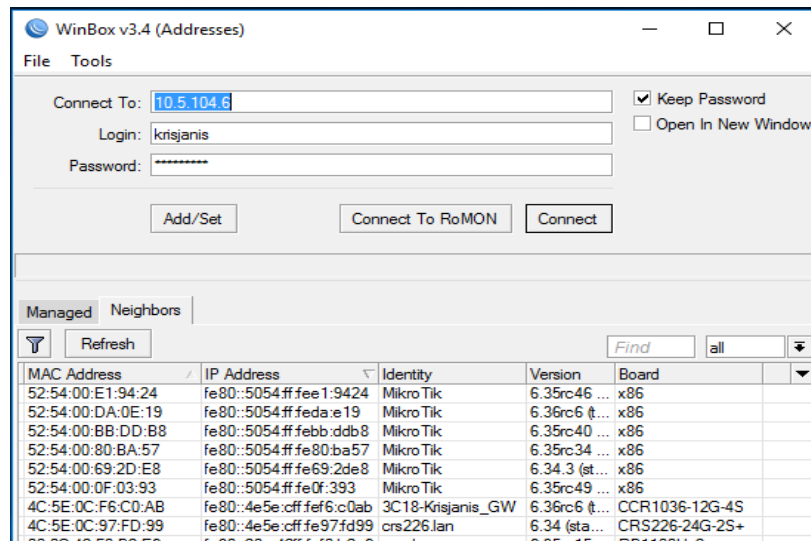 WinBox v3.4 (Addresses)
File Tools
Connect To: 10.5.104.6
Keep Password
Login: krisjanis
Open In New Window
Password: *********
Add/Set Connect To RoMON Connect
Managed Neighbors
Refresh Find all
MAC Address IP Address Identity Version Board
52:54:00:E1:94:24 fe80::5054:ff:fee1:9424 MikroTik 6.35rc46 ... x86
52:54:00:DA:0E:19 fe80::5054:ff:feda:e19 MikroTik 6.36rc6 (t... x86
52:54:00:BB:DD:B8 fe80::5054:ff:febb:ddb8 MikroTik 6.35rc40 ... x86
52:54:00:80:BA:57 fe80::5054:ff:fe80:ba57 MikroTik 6.35rc34 ... x86
52:54:00:69:2D:E8 fe80::5054:ff:fe69:2de8 MikroTik 6.34.3 (st... x86
52:54:00:0F:03:93 fe80::5054:ff:fe0f:393 MikroTik 6.35rc49 ... x86
4C:5E:0C:F6:C0:AB fe80::4e5e:cff:fef6:c0ab 3C18-Krisjanis_GW 6.36rc6 (t... CCR1036-12G-4S
4C:5E:0C:97:FD:99 fe80::4e5e:cff:fe97:fd99 crs226.lan 6.34 (sta... CRS226-24G-2S+